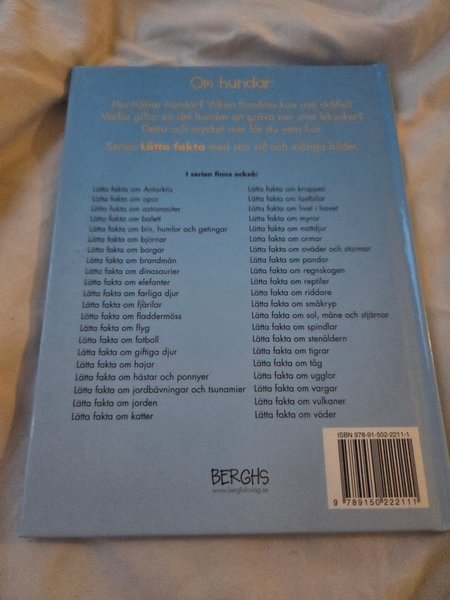 Om hundar
Hur hälsar hundar? Vilken hundras kan inte skälla?
Varför gillar en del hundar att gräva ner sina leksaker?
Detta och mycket mer får du veta här.
Serien Lätta fakta med stor stil och många bilder.
I serien finns också:
Lätta fakta om Antarktis
Lätta fakta om apor
Lätta fakta om astronauter
Lätta fakta om balett
Lätta fakta om bin, humlor och getingar
Lätta fakta om björnar
Lätta fakta om borgar
Lätta fakta om brandmän
Lätta fakta om dinosaurier
Lätta fakta om elefanter
Lätta fakta om farliga djur
Lätta fakta om fjärilar
Lätta fakta om fladdermöss
Lätta fakta om flyg
Lätta fakta om fotboll
Lätta fakta om giftiga djur
Lätta fakta om hajar
Lätta fakta om hästar och ponnyer
Lätta fakta om jordbävningar och tsunamier
Lätta fakta om jorden
Lätta fakta om katter
Lätta fakta om kroppen
Lätta fakta om lastbilar
Lätta fakta om livet i havet
Lätta fakta om myror
Lätta fakta om nattdjur
Lätta fakta om ormar
Lätta fakta om oväder och stormar
Lätta fakta om pandor
Lätta fakta om regnskogen
Lätta fakta om reptiler
Lätta fakta om riddare
Lätta fakta om småkryp
Lätta fakta om sol, måne och stjärnor
Lätta fakta om spindlar
Lätta fakta om stenåldern
Lätta fakta om tigrar
Lätta fakta om tåg
Lätta fakta om ugglor
Lätta fakta om vargar
Lätta fakta om vulkaner
Lätta fakta om väder
BERGHS
www.berghsforlag.se
ISBN 978-91-502-2211-1
9 789150 222111